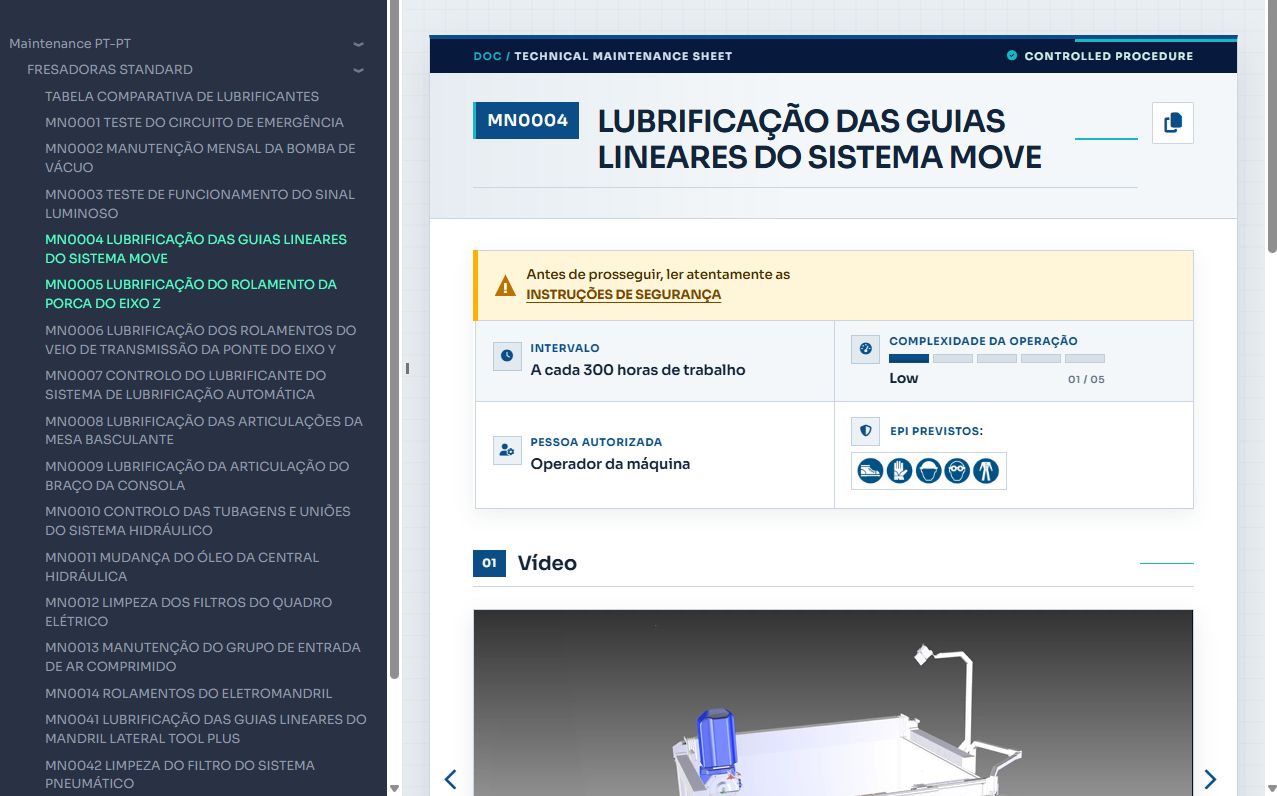 Maintenance PT-PT
FRESADORAS STANDARD
TABELA COMPARATIVA DE LUBRIFICANTES
MN0001 TESTE DO CIRCUITO DE EMERGÊNCIA
MN0002 MANUTENÇÃO MENSAL DA BOMBA DE
VÁCUO
MN0003 TESTE DE FUNCIONAMENTO DO SINAL
LUMINOSO
MN0004 LUBRIFICAÇÃO DAS GUIAS LINEARES
DO SISTEMA MOVE
MN0005 LUBRIFICAÇÃO DO ROLAMENTO DA
PORCA DO EIXO Z
MN0006 LUBRIFICAÇÃO DOS ROLAMENTOS DO
VEIO DE TRANSMISSÃO DA PONTE DO EIXO Y
MN0007 CONTROLO DO LUBRIFICANTE DO
SISTEMA DE LUBRIFICAÇÃO AUTOMÁTICA
MN0008 LUBRIFICAÇÃO DAS ARTICULAÇÕES DA
MESA BASCULANTE
MN0009 LUBRIFICAÇÃO DA ARTICULAÇÃO DO
BRAÇO DA CONSOLA
MN0010 CONTROLO DAS TUBAGENS E UNIÕES
DO SISTEMA HIDRÁULICO
MN0011 MUDANÇA DO ÓLEO DA CENTRAL
HIDRÁULICA
MN0012 LIMPEZA DOS FILTROS DO QUADRO
ELÉTRICO
MN0013 MANUTENÇÃO DO GRUPO DE ENTRADA
DE AR COMPRIMIDO
MN0014 ROLAMENTOS DO ELETROMANDRIL
MN0041 LUBRIFICAÇÃO DAS GUIAS LINEARES DO
MANDRIL LATERAL TOOL PLUS
MN0042 LIMPEZA DO FILTRO DO SISTEMA
PNEUMÁTICO
DOC / TECHNICAL MAINTENANCE SHEET
CONTROLLED PROCEDURE
MN0004
LUBRIFICAÇÃO DAS GUIAS
LINEARES DO SISTEMA MOVE
Antes de prosseguir, ler atentamente as
INSTRUÇÕES DE SEGURANÇA
INTERVALO
A cada 300 horas de trabalho
COMPLEXIDADE DA OPERAÇÃO
Low
01 / 05
PESSOA AUTORIZADA
Operador da máquina
EPI PREVISTOS:
01
Vídeo